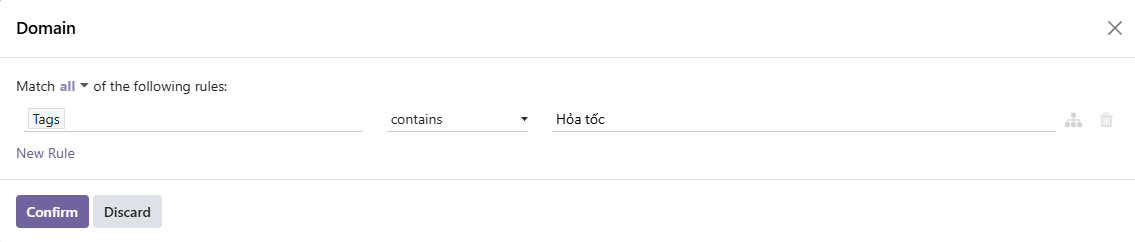 Domain
Match all of the following rules:
Tags contains Hỏa tốc
New Rule
Confirm Discard